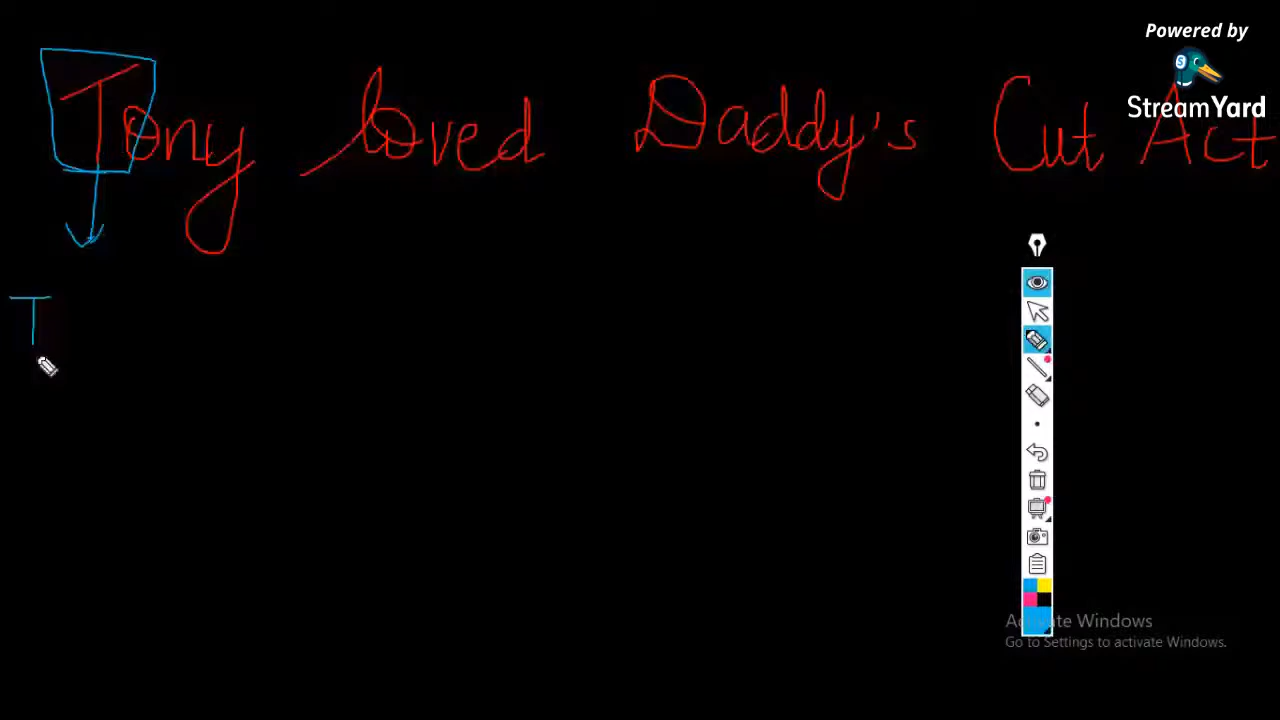 Powered by
StreamYard
Tony loved Daddy's Cut Act
T
Activate Windows
Go to Settings to activate Windows.